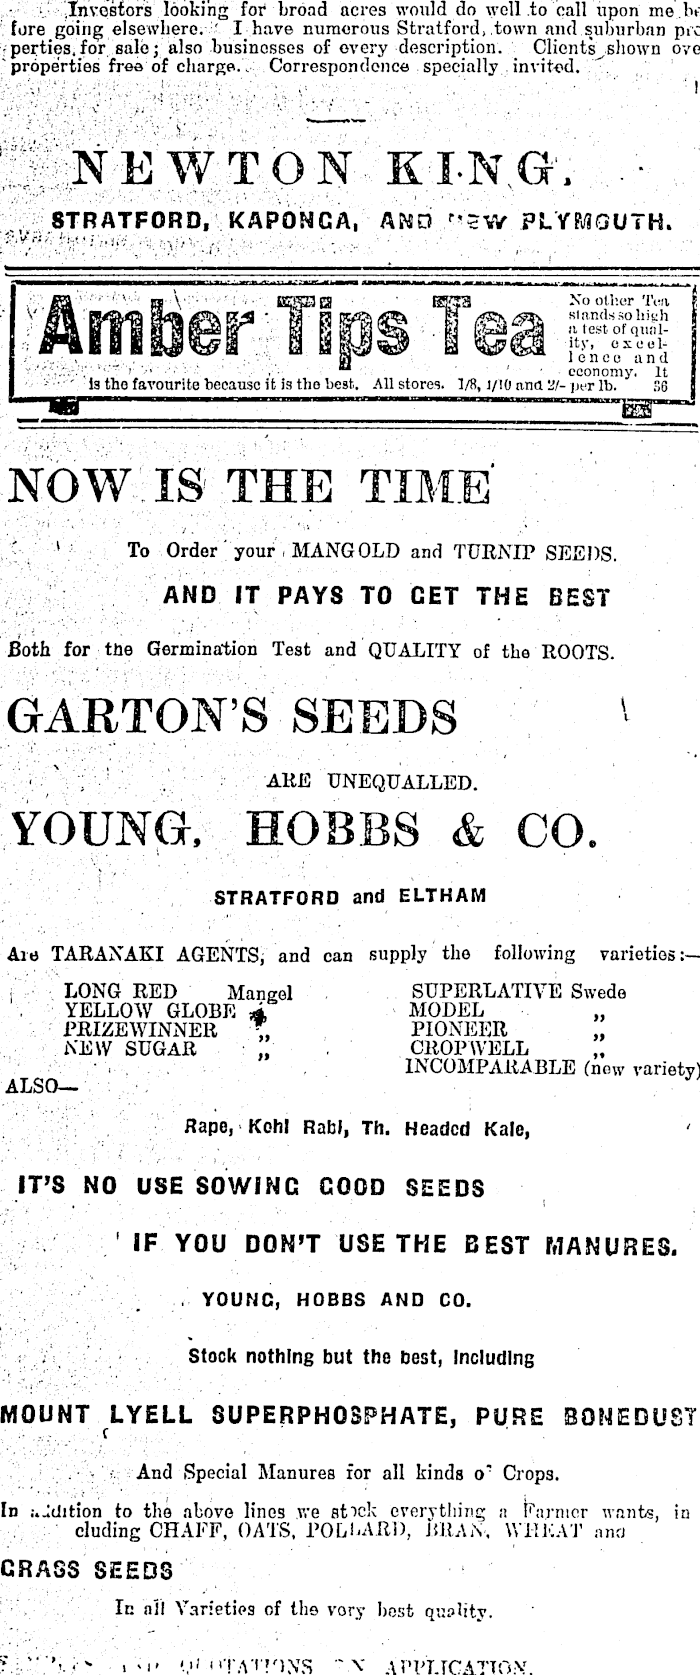 Investors looking for broad acres would do well to call upon me be
fore going elsewhere. I have numerous Stratford, town and suburban pro
perties for sale; also businesses of every description. Clients shown ove
properties free of charge. Correspondence specially invited.
NEWTON KING,
STRATFORD, KAPONGA, AND NEW PLYMOUTH.
Amber Tips Tea
No other Tea
stands so high
a test of qual-
ity, excel-
lence and
economy. It
is the favourite because it is the best. All stores. 1/8, 1/10 and 2/- per lb. 36
NOW IS THE TIME
To Order your MANGOLD and TURNIP SEEDS.
AND IT PAYS TO GET THE BEST
Both for the Germination Test and QUALITY of the ROOTS.
GARTON'S SEEDS
ARE UNEQUALLED.
YOUNG, HOBBS & CO.
STRATFORD and ELTHAM
Are TARANAKI AGENTS, and can supply the following varieties:—
LONG RED Mangel SUPERLATIVE Swede
YELLOW GLOBE MODEL „
PRIZEWINNER „ PIONEER „
NEW SUGAR „ CROPWELL „
INCOMPARABLE (new variety)
ALSO—
Rape, Kohl Rabi, Th. Headed Kale,
IT'S NO USE SOWING GOOD SEEDS
IF YOU DON'T USE THE BEST MANURES.
YOUNG, HOBBS AND CO.
Stock nothing but the best, including
MOUNT LYELL SUPERPHOSPHATE, PURE BONEDUST
And Special Manures for all kinds of Crops.
In addition to the above lines we stock everything a Farmer wants, in
cluding CHAFF, OATS, POLLARD, BRAN, WHEAT and
GRASS SEEDS
In all Varieties of the very best quality.
AND QUOTATIONS ON APPLICATION.